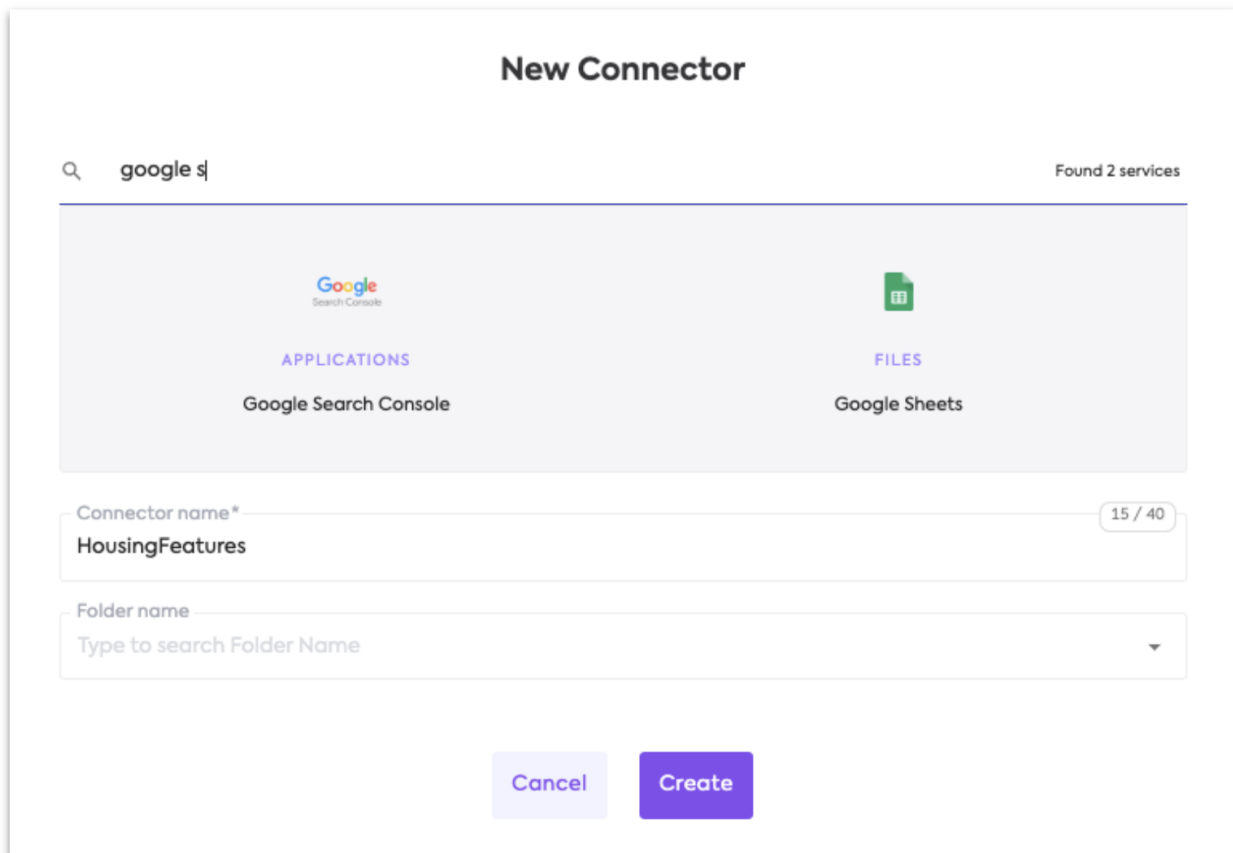 New Connector
google s
Found 2 services
Google
Search Console
APPLICATIONS
FILES
Google Search Console
Google Sheets
Connector name*
15 / 40
HousingFeatures
Folder name
Type to search Folder Name
Cancel
Create